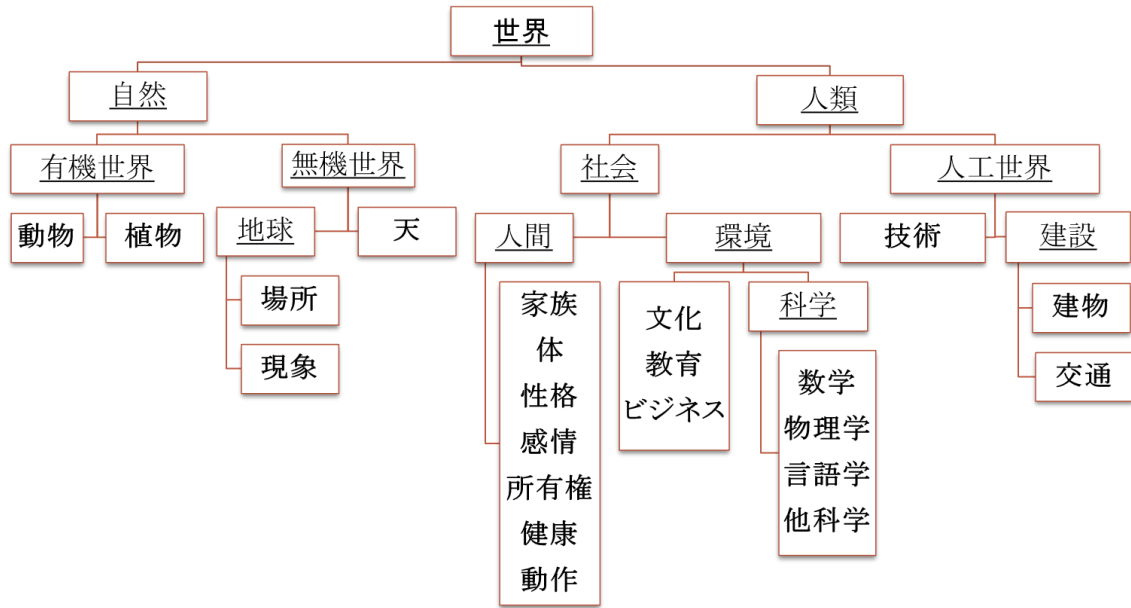 世界
自然
人類
有機世界
無機世界
社会
人工世界
動物
植物
地球
天
人間
環境
技術
建設
場所
現象
家族
体
性格
感情
所有権
健康
動作
文化
教育
ビジネス
科学
数学
物理学
言語学
他科学
建物
交通